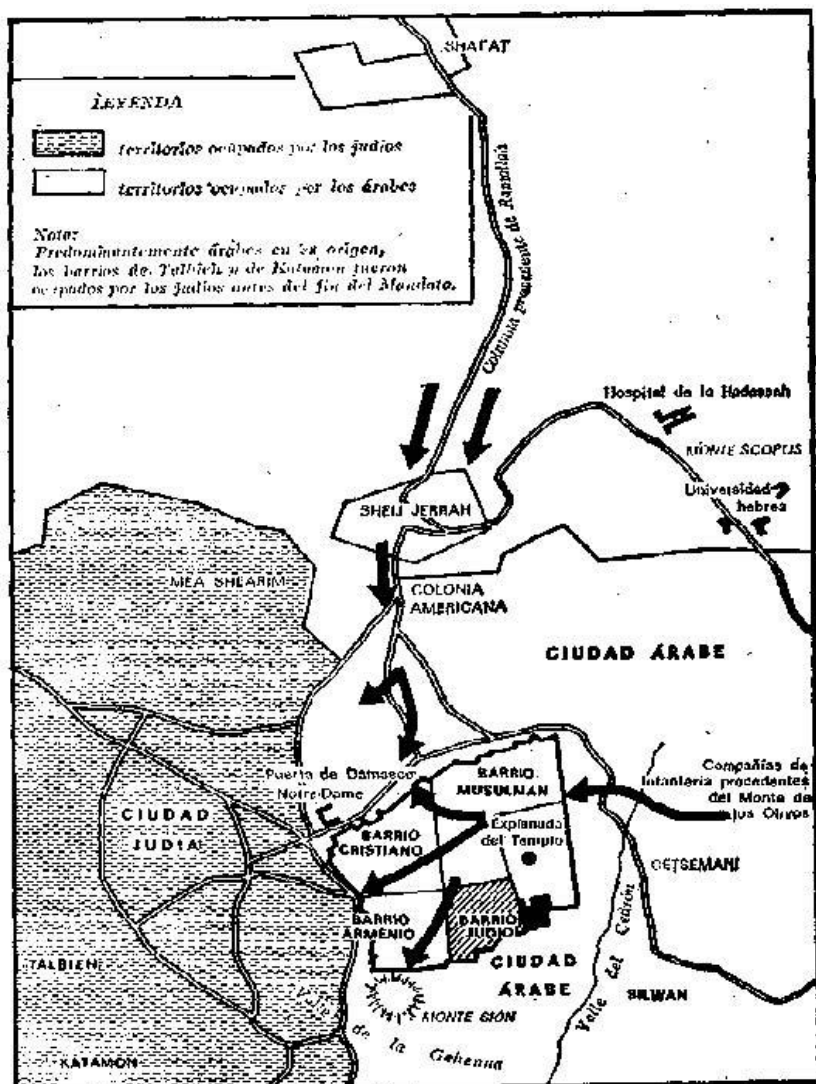 SHAFAT
LEYENDA
territorios ocupados por los judíos
territorios ocupados por los árabes
Nota:
Predominantemente árabes en su origen,
los barrios de Talbieh y de Katamon fueron
ocupados por los judíos antes del fin del Mandato.
Columna procedente de Ramallah
Hospital de la Hadassah
MONTE SCOPUS
Universidad
hebrea
SHEIJ JERRAH
MEA SHEARIM
COLONIA
AMERICANA
CIUDAD ÁRABE
Puerta de Damasco
Notre-Dame
BARRIO
MUSULMÁN
Compañías de
infantería procedentes
del Monte de
los Olivos
CIUDAD
JUDÍA
BARRIO
CRISTIANO
Explanada
del Templo
GETSEMANÍ
BARRIO
ARMENIO
BARRIO
JUDÍO
CIUDAD
ÁRABE
Valle del Cedrón
TALBIEH
SILWAN
MONTE SIÓN
Valle de la Gehenna
KATAMON